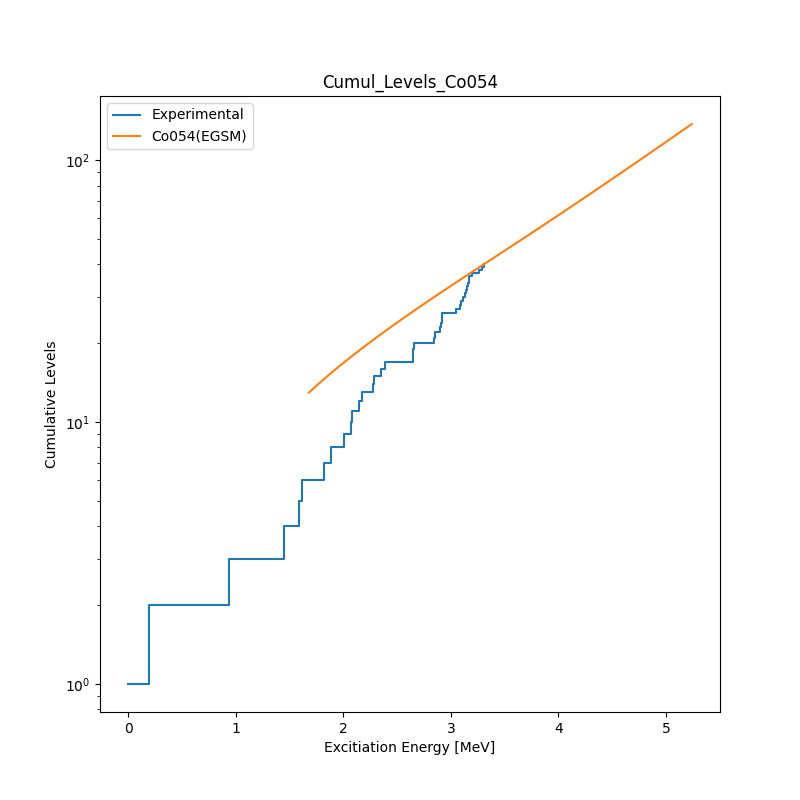 Cumul_Levels_Co054
Experimental
Co054(EGSM)
10²
10¹
10⁰
Cumulative Levels
0 1 2 3 4 5
Excitiation Energy [MeV]